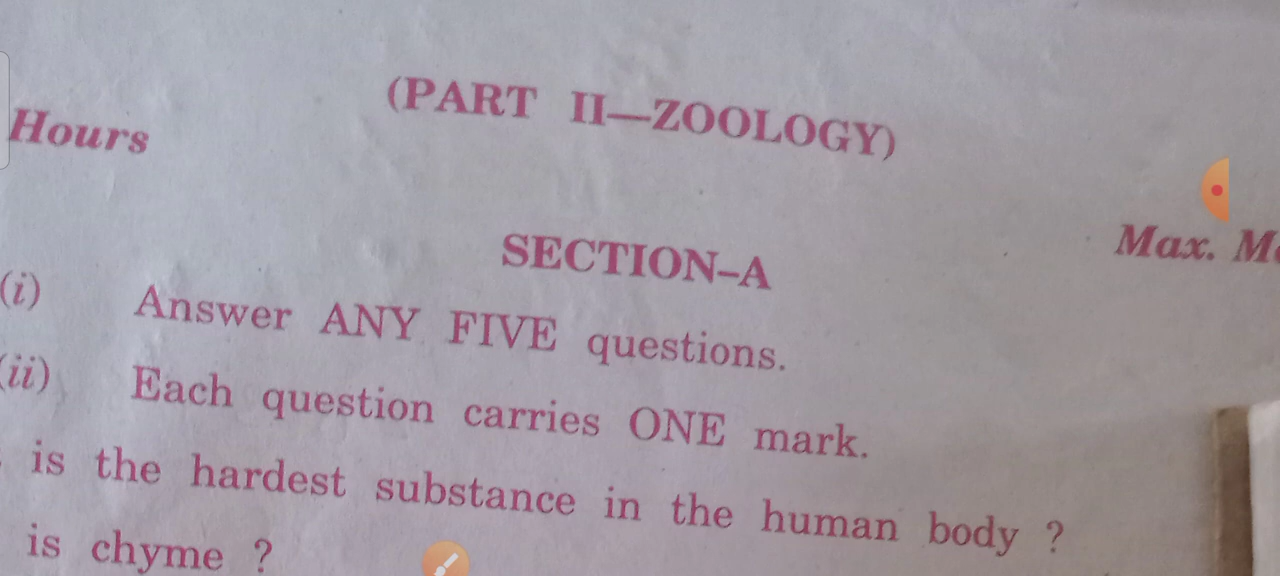 (PART II—ZOOLOGY)
Hours
Max.
SECTION–A
(i) Answer ANY FIVE questions.
(ii) Each question carries ONE mark.
is the hardest substance in the human body ?
is chyme ?